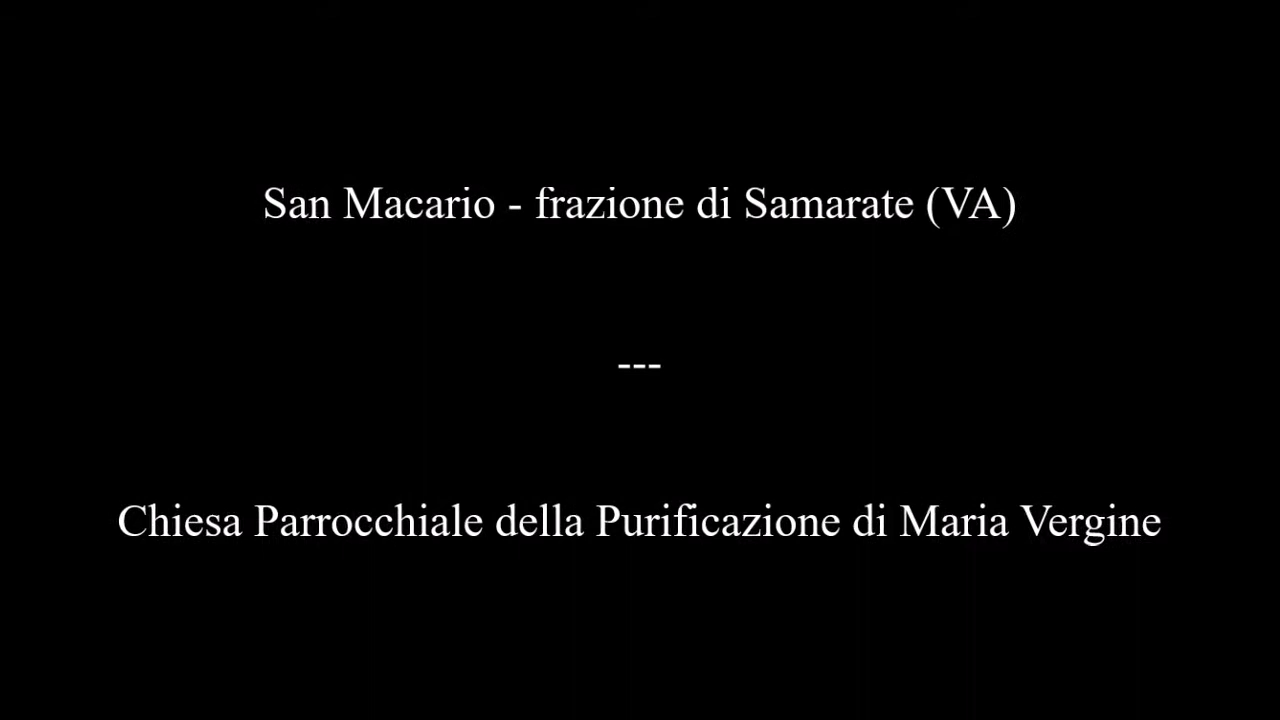 San Macario - frazione di Samarate (VA)
---
Chiesa Parrocchiale della Purificazione di Maria Vergine